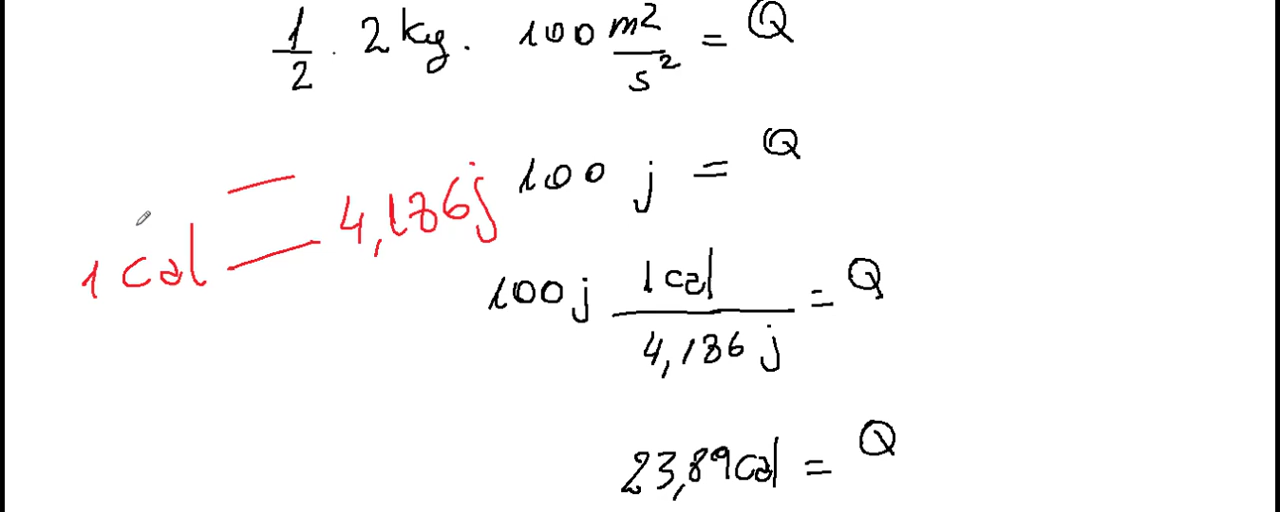 1/2 . 2 kg . 100 m²/s² = Q
100 j = Q
1 cal = 4,186 j
100 j 1 cal / 4,186 j = Q
23,89 cal = Q